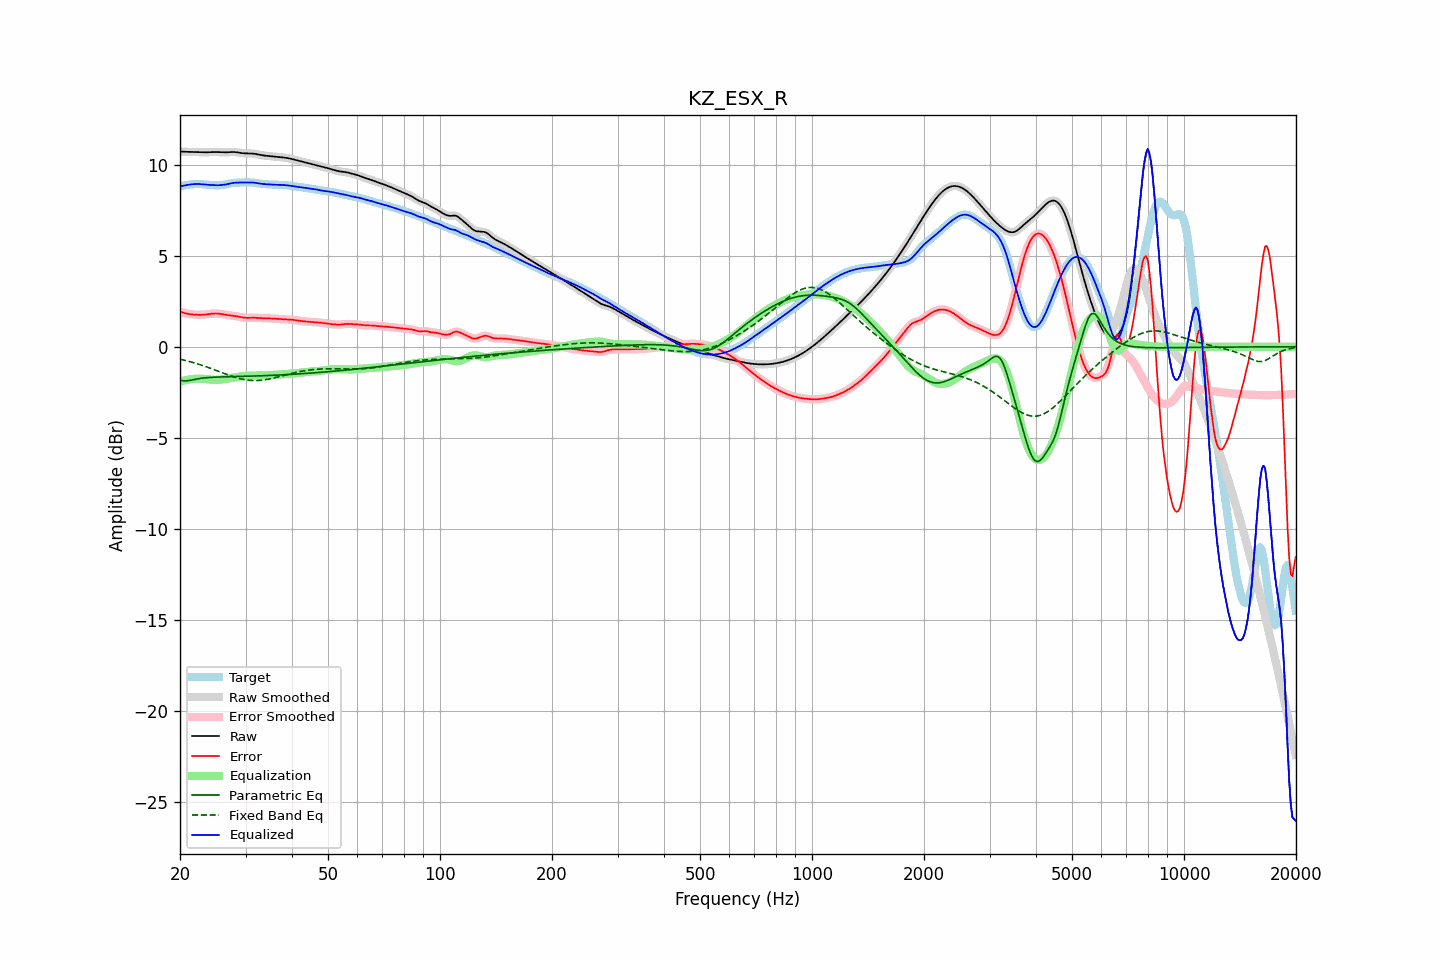 KZ_ESX_R
Amplitude (dBr)
10
5
0
−5
−10
−15
−20
−25
Target
Raw Smoothed
Error Smoothed
Raw
Error
Equalization
Parametric Eq
Fixed Band Eq
Equalized
20 50 100 200 500 1000 2000 5000 10000 20000
Frequency (Hz)